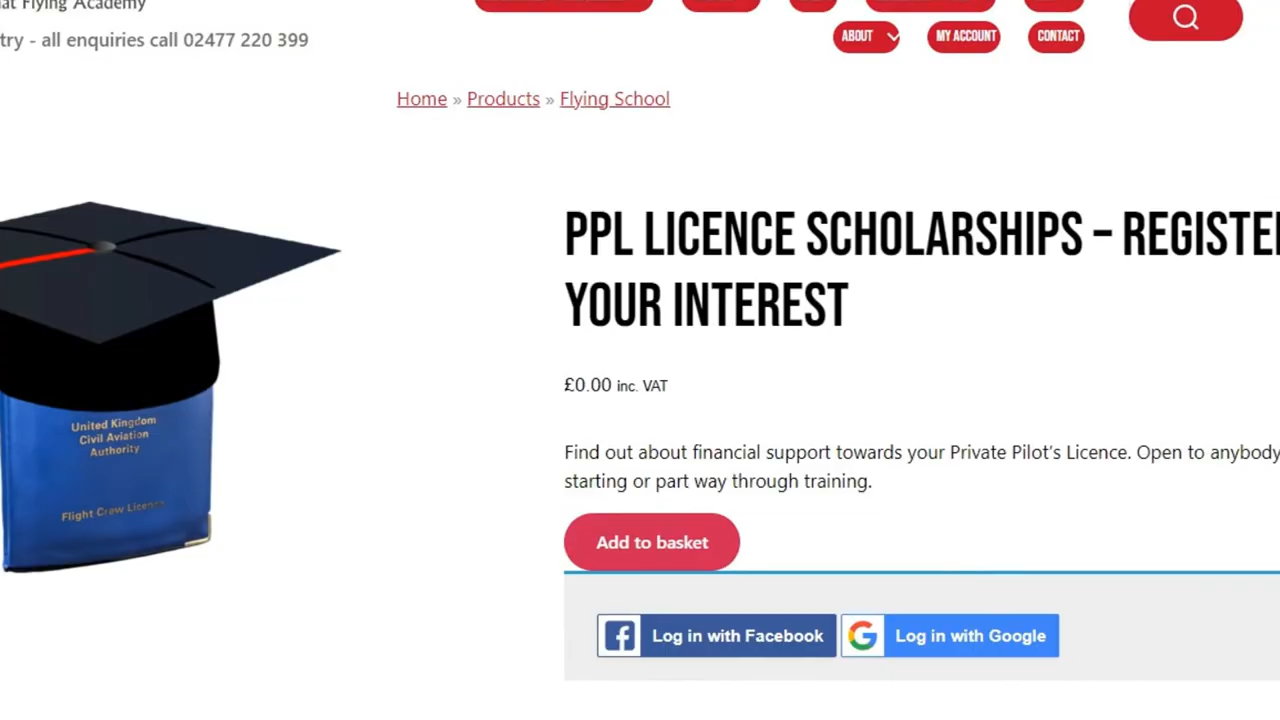 Flying Academy
try - all enquiries call 02477 220 399
ABOUT
MY ACCOUNT
CONTACT
Home » Products » Flying School
PPL LICENCE SCHOLARSHIPS – REGISTER
YOUR INTEREST
£0.00 inc. VAT
Find out about financial support towards your Private Pilot's Licence. Open to anybody
starting or part way through training.
Add to basket
Log in with Facebook
Log in with Google
United Kingdom
Civil Aviation
Authority
Flight Crew Licence